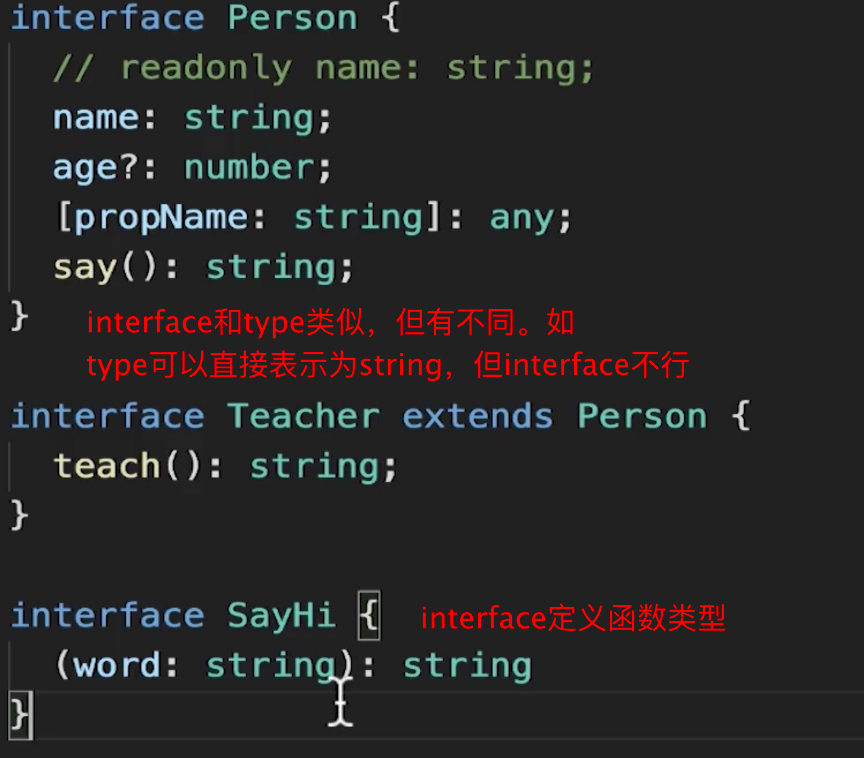 interface Person {
// readonly name: string;
name: string;
age?: number;
[propName: string]: any;
say(): string;
}
interface和type类似，但有不同。如
type可以直接表示为string，但interface不行
interface Teacher extends Person {
teach(): string;
}
interface SayHi {
interface定义函数类型
(word: string): string
}